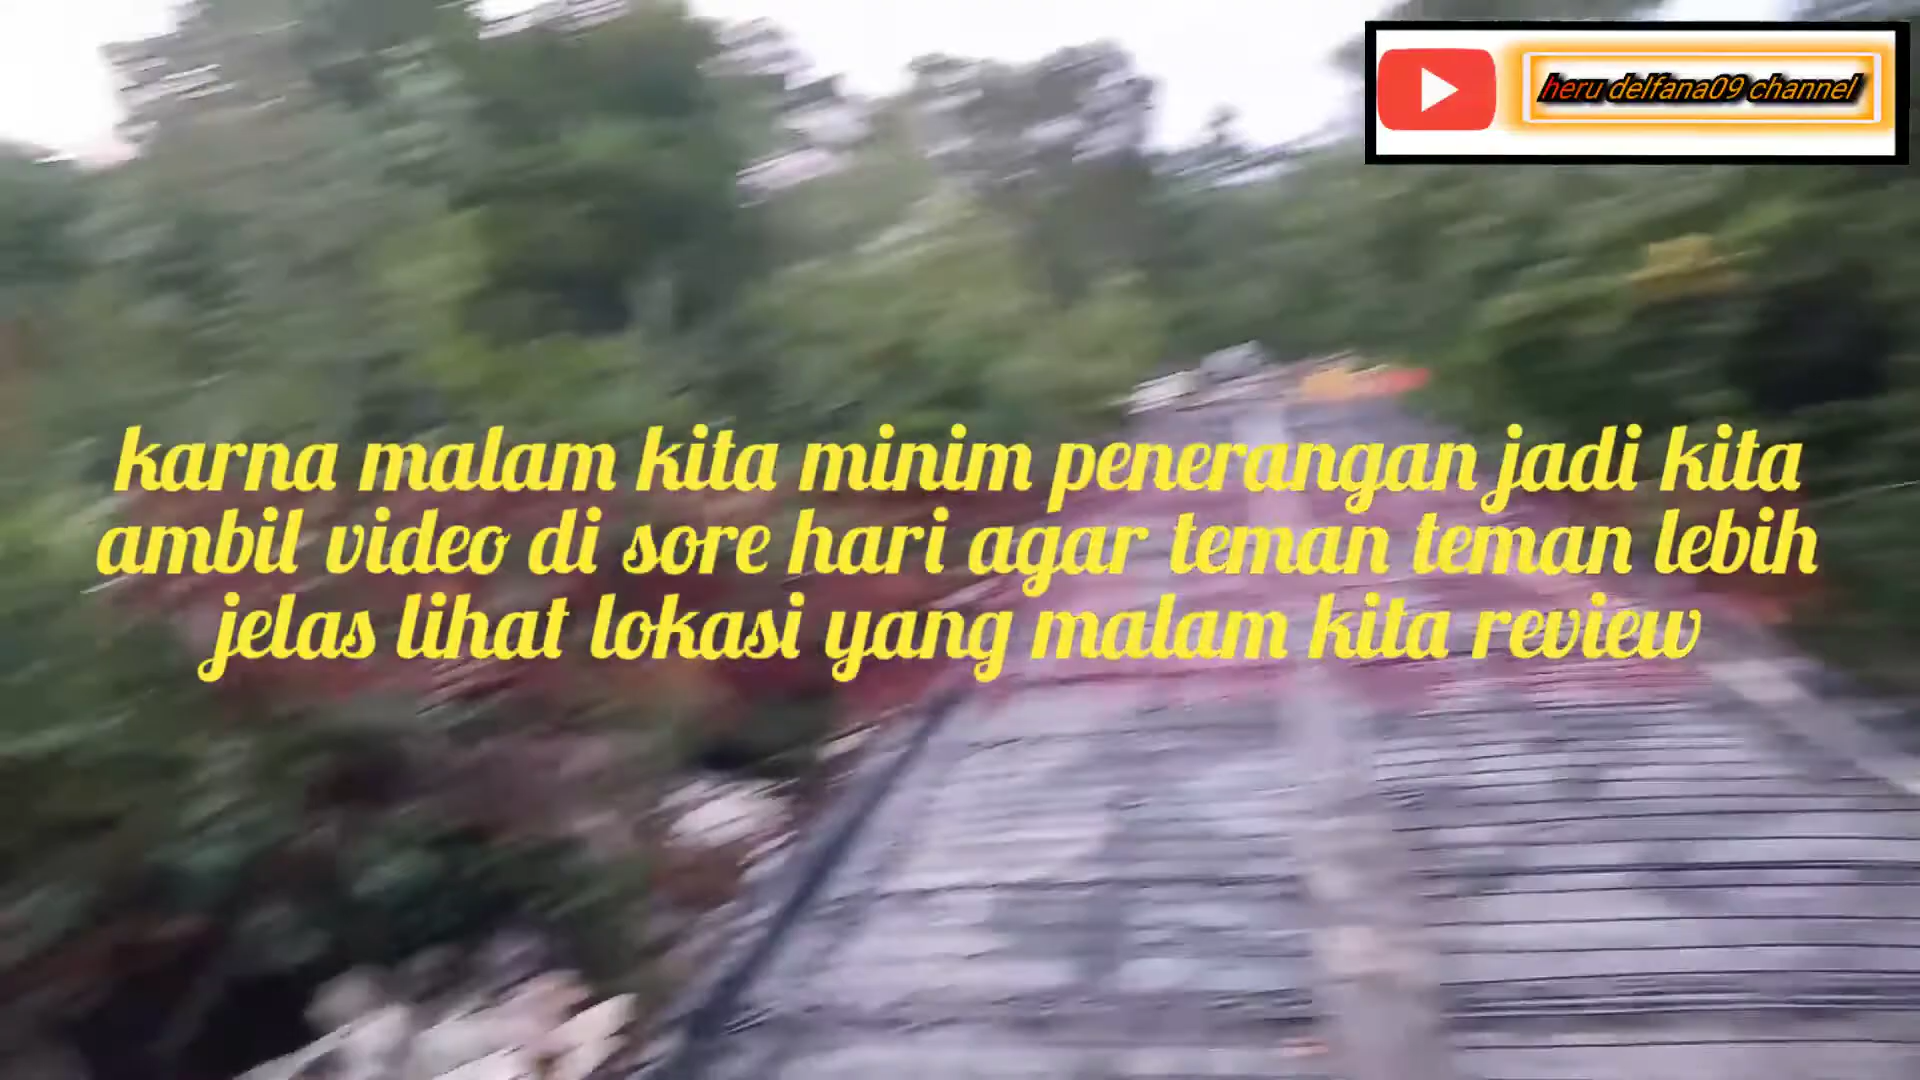 heru delfana09 channel
karna malam kita minim penerangan jadi kita
ambil video di sore hari agar teman teman lebih
jelas lihat lokasi yang malam kita review